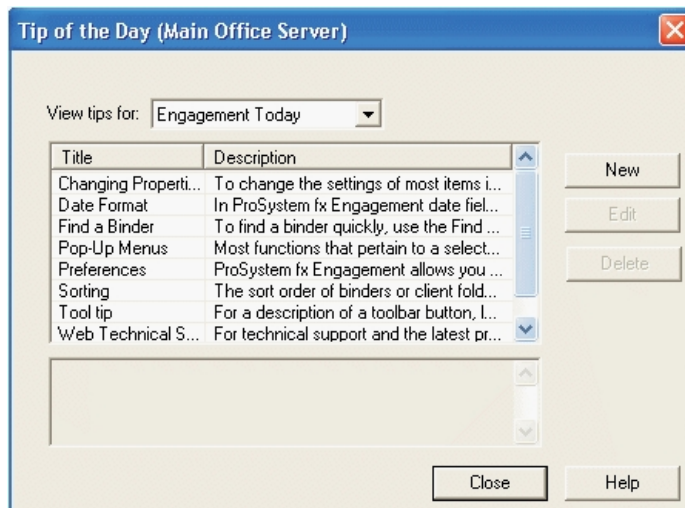 Tip of the Day (Main Office Server)
View tips for: Engagement Today
Title Description
Changing Properti... To change the settings of most items i...
Date Format In ProSystem fx Engagement date fiel...
Find a Binder To find a binder quickly, use the Find ...
Pop-Up Menus Most functions that pertain to a select...
Preferences ProSystem fx Engagement allows you ...
Sorting The sort order of binders or client fold...
Tool tip For a description of a toolbar button, l...
Web Technical S... For technical support and the latest pr...
New
Edit
Delete
Close Help